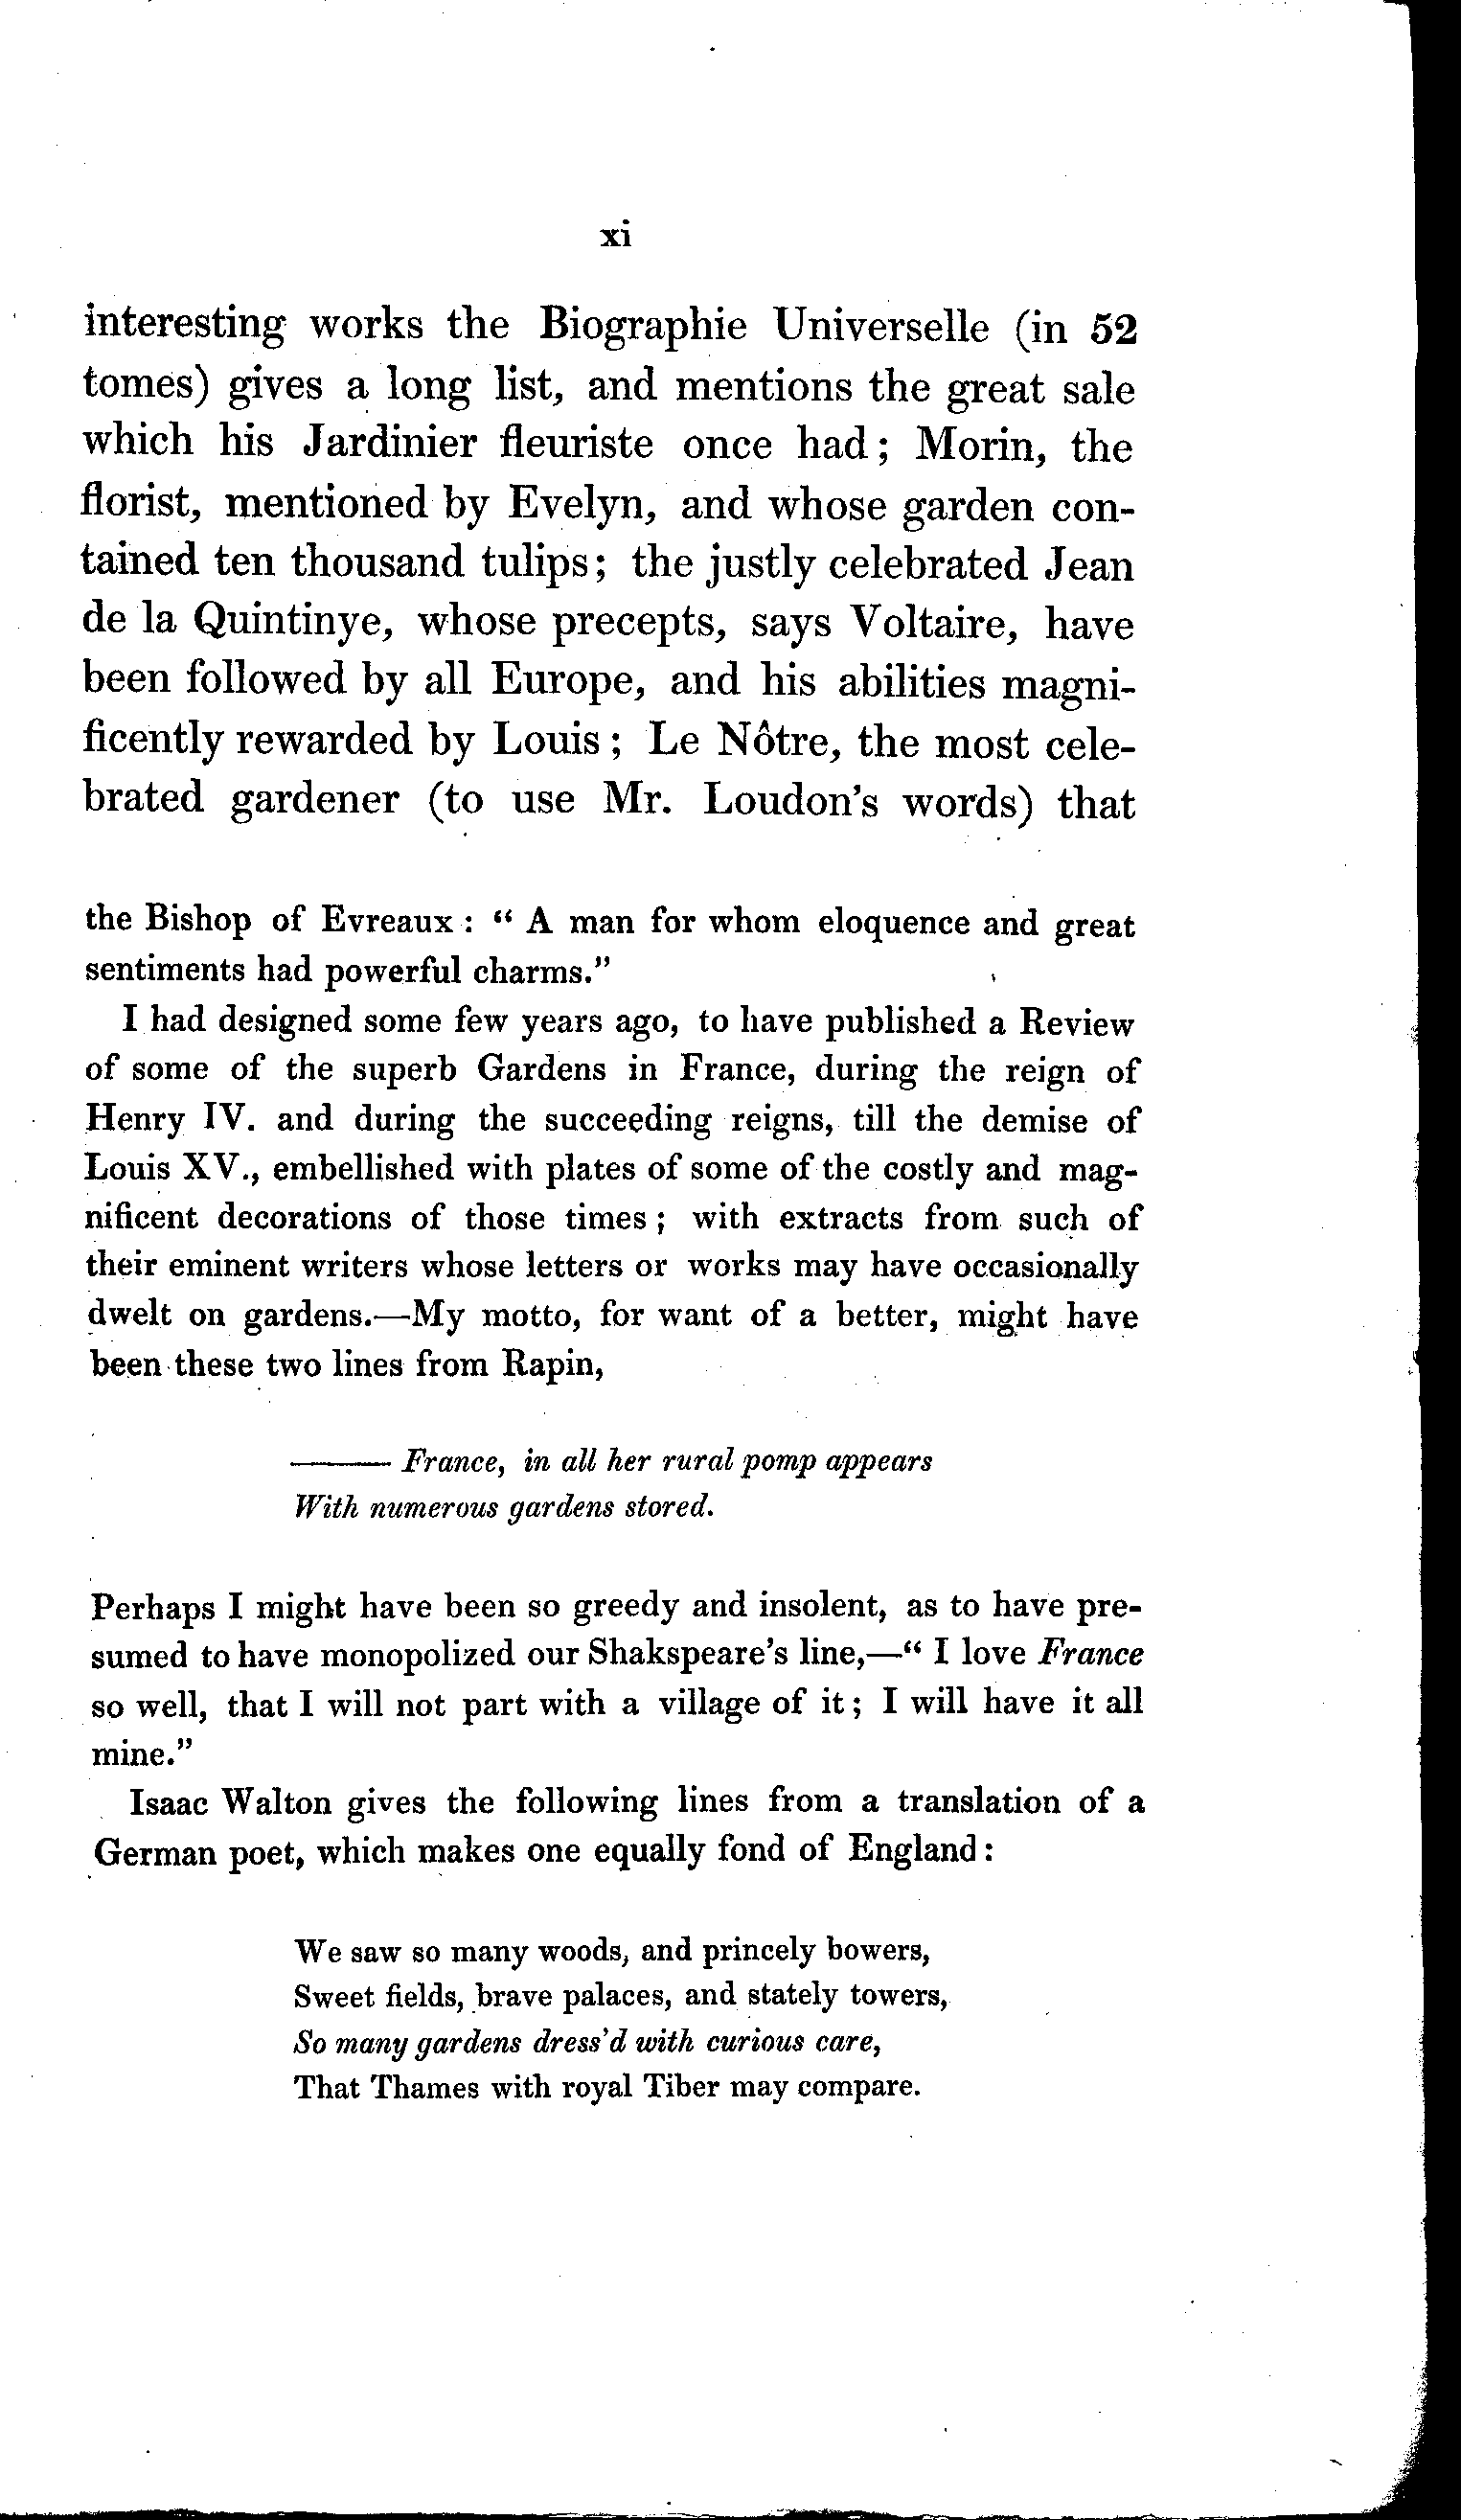 xi
interesting works the Biographie Universelle (in 52
tomes) gives a long list, and mentions the great sale
which his Jardinier fleuriste once had; Morin, the
florist, mentioned by Evelyn, and whose garden con-
tained ten thousand tulips; the justly celebrated Jean
de la Quintinye, whose precepts, says Voltaire, have
been followed by all Europe, and his abilities magni-
ficently rewarded by Louis; Le Nôtre, the most cele-
brated gardener (to use Mr. Loudon's words) that
the Bishop of Evreaux: "A man for whom eloquence and great
sentiments had powerful charms."
I had designed some few years ago, to have published a Review
of some of the superb Gardens in France, during the reign of
Henry IV. and during the succeeding reigns, till the demise of
Louis XV., embellished with plates of some of the costly and mag-
nificent decorations of those times; with extracts from such of
their eminent writers whose letters or works may have occasionally
dwelt on gardens.—My motto, for want of a better, might have
been these two lines from Rapin,
——— France, in all her rural pomp appears
With numerous gardens stored.
Perhaps I might have been so greedy and insolent, as to have pre-
sumed to have monopolized our Shakspeare's line,—"I love France
so well, that I will not part with a village of it; I will have it all
mine."
Isaac Walton gives the following lines from a translation of a
German poet, which makes one equally fond of England:
We saw so many woods, and princely bowers,
Sweet fields, brave palaces, and stately towers,
So many gardens dress'd with curious care,
That Thames with royal Tiber may compare.